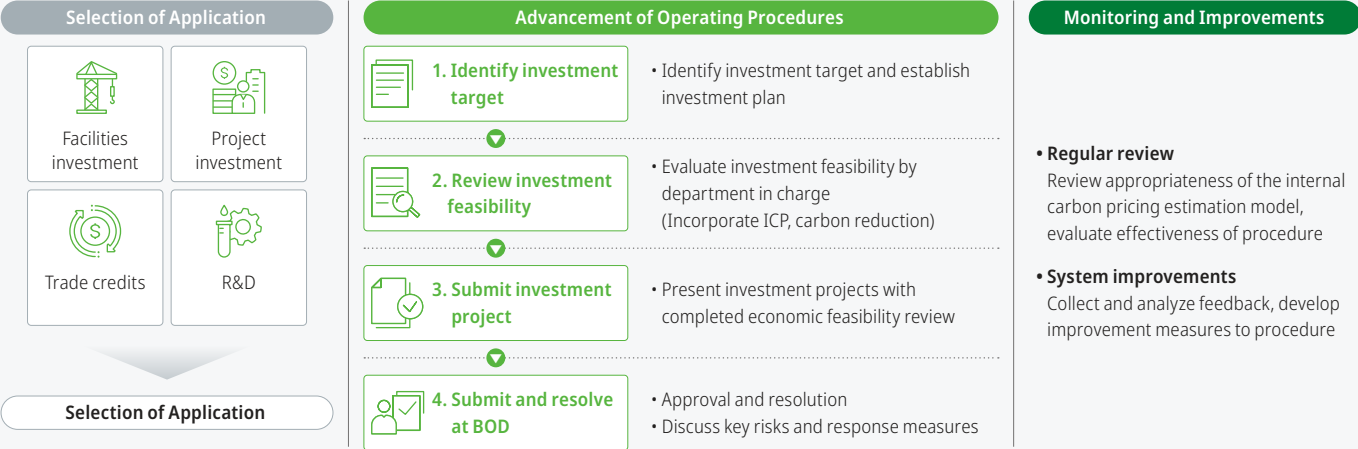 Selection of Application
Facilities
investment
Project
investment
Trade credits
R&D
Selection of Application
Advancement of Operating Procedures
1. Identify investment
target
• Identify investment target and establish
investment plan
2. Review investment
feasibility
• Evaluate investment feasibility by
department in charge
(Incorporate ICP, carbon reduction)
3. Submit investment
project
• Present investment projects with
completed economic feasibility review
4. Submit and resolve
at BOD
• Approval and resolution
• Discuss key risks and response measures
Monitoring and Improvements
• Regular review
Review appropriateness of the internal
carbon pricing estimation model,
evaluate effectiveness of procedure
• System improvements
Collect and analyze feedback, develop
improvement measures to procedure